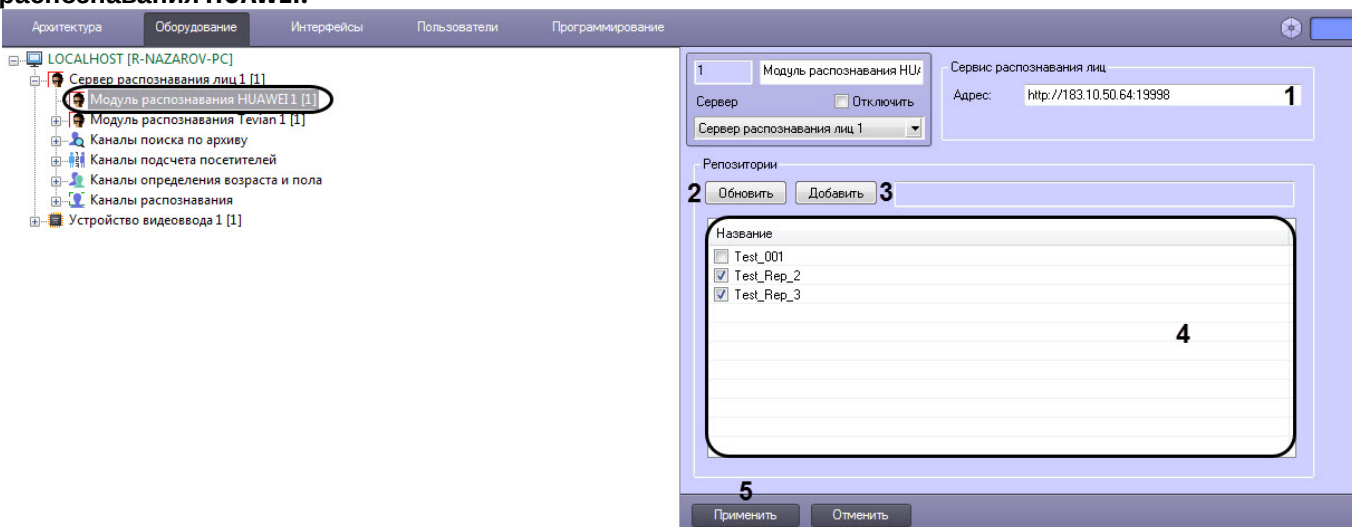 распознавания HUAWEI.
Архитектура Оборудование Интерфейсы Пользователи Программирование
LOCALHOST [R-NAZAROV-PC]
Сервер распознавания лиц 1 [1]
Модуль распознавания HUAWEI 1 [1]
Модуль распознавания Tevian 1 [1]
Каналы поиска по архиву
Каналы подсчета посетителей
Каналы определения возраста и пола
Каналы распознавания
Устройство видеоввода 1 [1]
1 Модуль распознавания HU
Сервер Отключить
Сервер распознавания лиц 1
Сервис распознавания лиц
Адрес: http://183.10.50.64:19998 1
Репозитории
2 Обновить Добавить 3
Название
Test_001
Test_Rep_2
Test_Rep_3
4
5
Применить Отменить